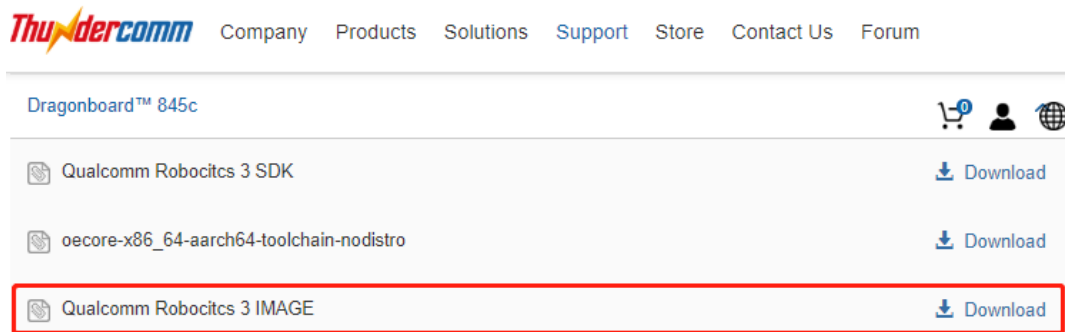 Thundercomm Company Products Solutions Support Store Contact Us Forum
Dragonboard™ 845c 0
Qualcomm Robocitcs 3 SDK Download
oecore-x86_64-aarch64-toolchain-nodistro Download
Qualcomm Robocitcs 3 IMAGE Download